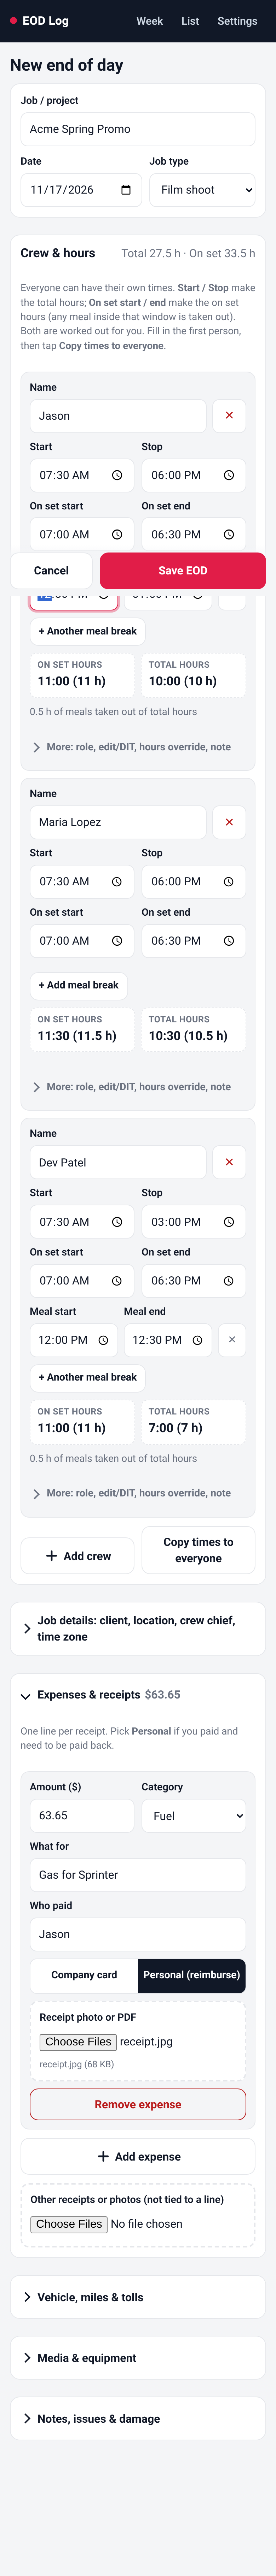 EOD Log Week List Settings
New end of day
Job / project
Acme Spring Promo
Date Job type
11/17/2026 Film shoot
Crew & hours Total 27.5 h · On set 33.5 h
Everyone can have their own times. Start / Stop make
the total hours; On set start / end make the on set
hours (any meal inside that window is taken out).
Both are worked out for you. Fill in the first person,
then tap Copy times to everyone.
Name
Jason ✕
Start Stop
07:30 AM 06:00 PM
On set start On set end
07:00 AM 06:30 PM
Cancel Save EOD
+ Another meal break
ON SET HOURS TOTAL HOURS
11:00 (11 h) 10:00 (10 h)
0.5 h of meals taken out of total hours
More: role, edit/DIT, hours override, note
Name
Maria Lopez ✕
Start Stop
07:30 AM 06:00 PM
On set start On set end
07:00 AM 06:30 PM
+ Add meal break
ON SET HOURS TOTAL HOURS
11:30 (11.5 h) 10:30 (10.5 h)
More: role, edit/DIT, hours override, note
Name
Dev Patel ✕
Start Stop
07:30 AM 03:00 PM
On set start On set end
07:00 AM 06:30 PM
Meal start Meal end
12:00 PM 12:30 PM ✕
+ Another meal break
ON SET HOURS TOTAL HOURS
11:00 (11 h) 7:00 (7 h)
0.5 h of meals taken out of total hours
More: role, edit/DIT, hours override, note
+ Add crew Copy times to
everyone
Job details: client, location, crew chief,
time zone
Expenses & receipts $63.65
One line per receipt. Pick Personal if you paid and
need to be paid back.
Amount ($) Category
63.65 Fuel
What for
Gas for Sprinter
Who paid
Jason
Company card Personal (reimburse)
Receipt photo or PDF
Choose Files receipt.jpg
receipt.jpg (68 KB)
Remove expense
+ Add expense
Other receipts or photos (not tied to a line)
Choose Files No file chosen
Vehicle, miles & tolls
Media & equipment
Notes, issues & damage